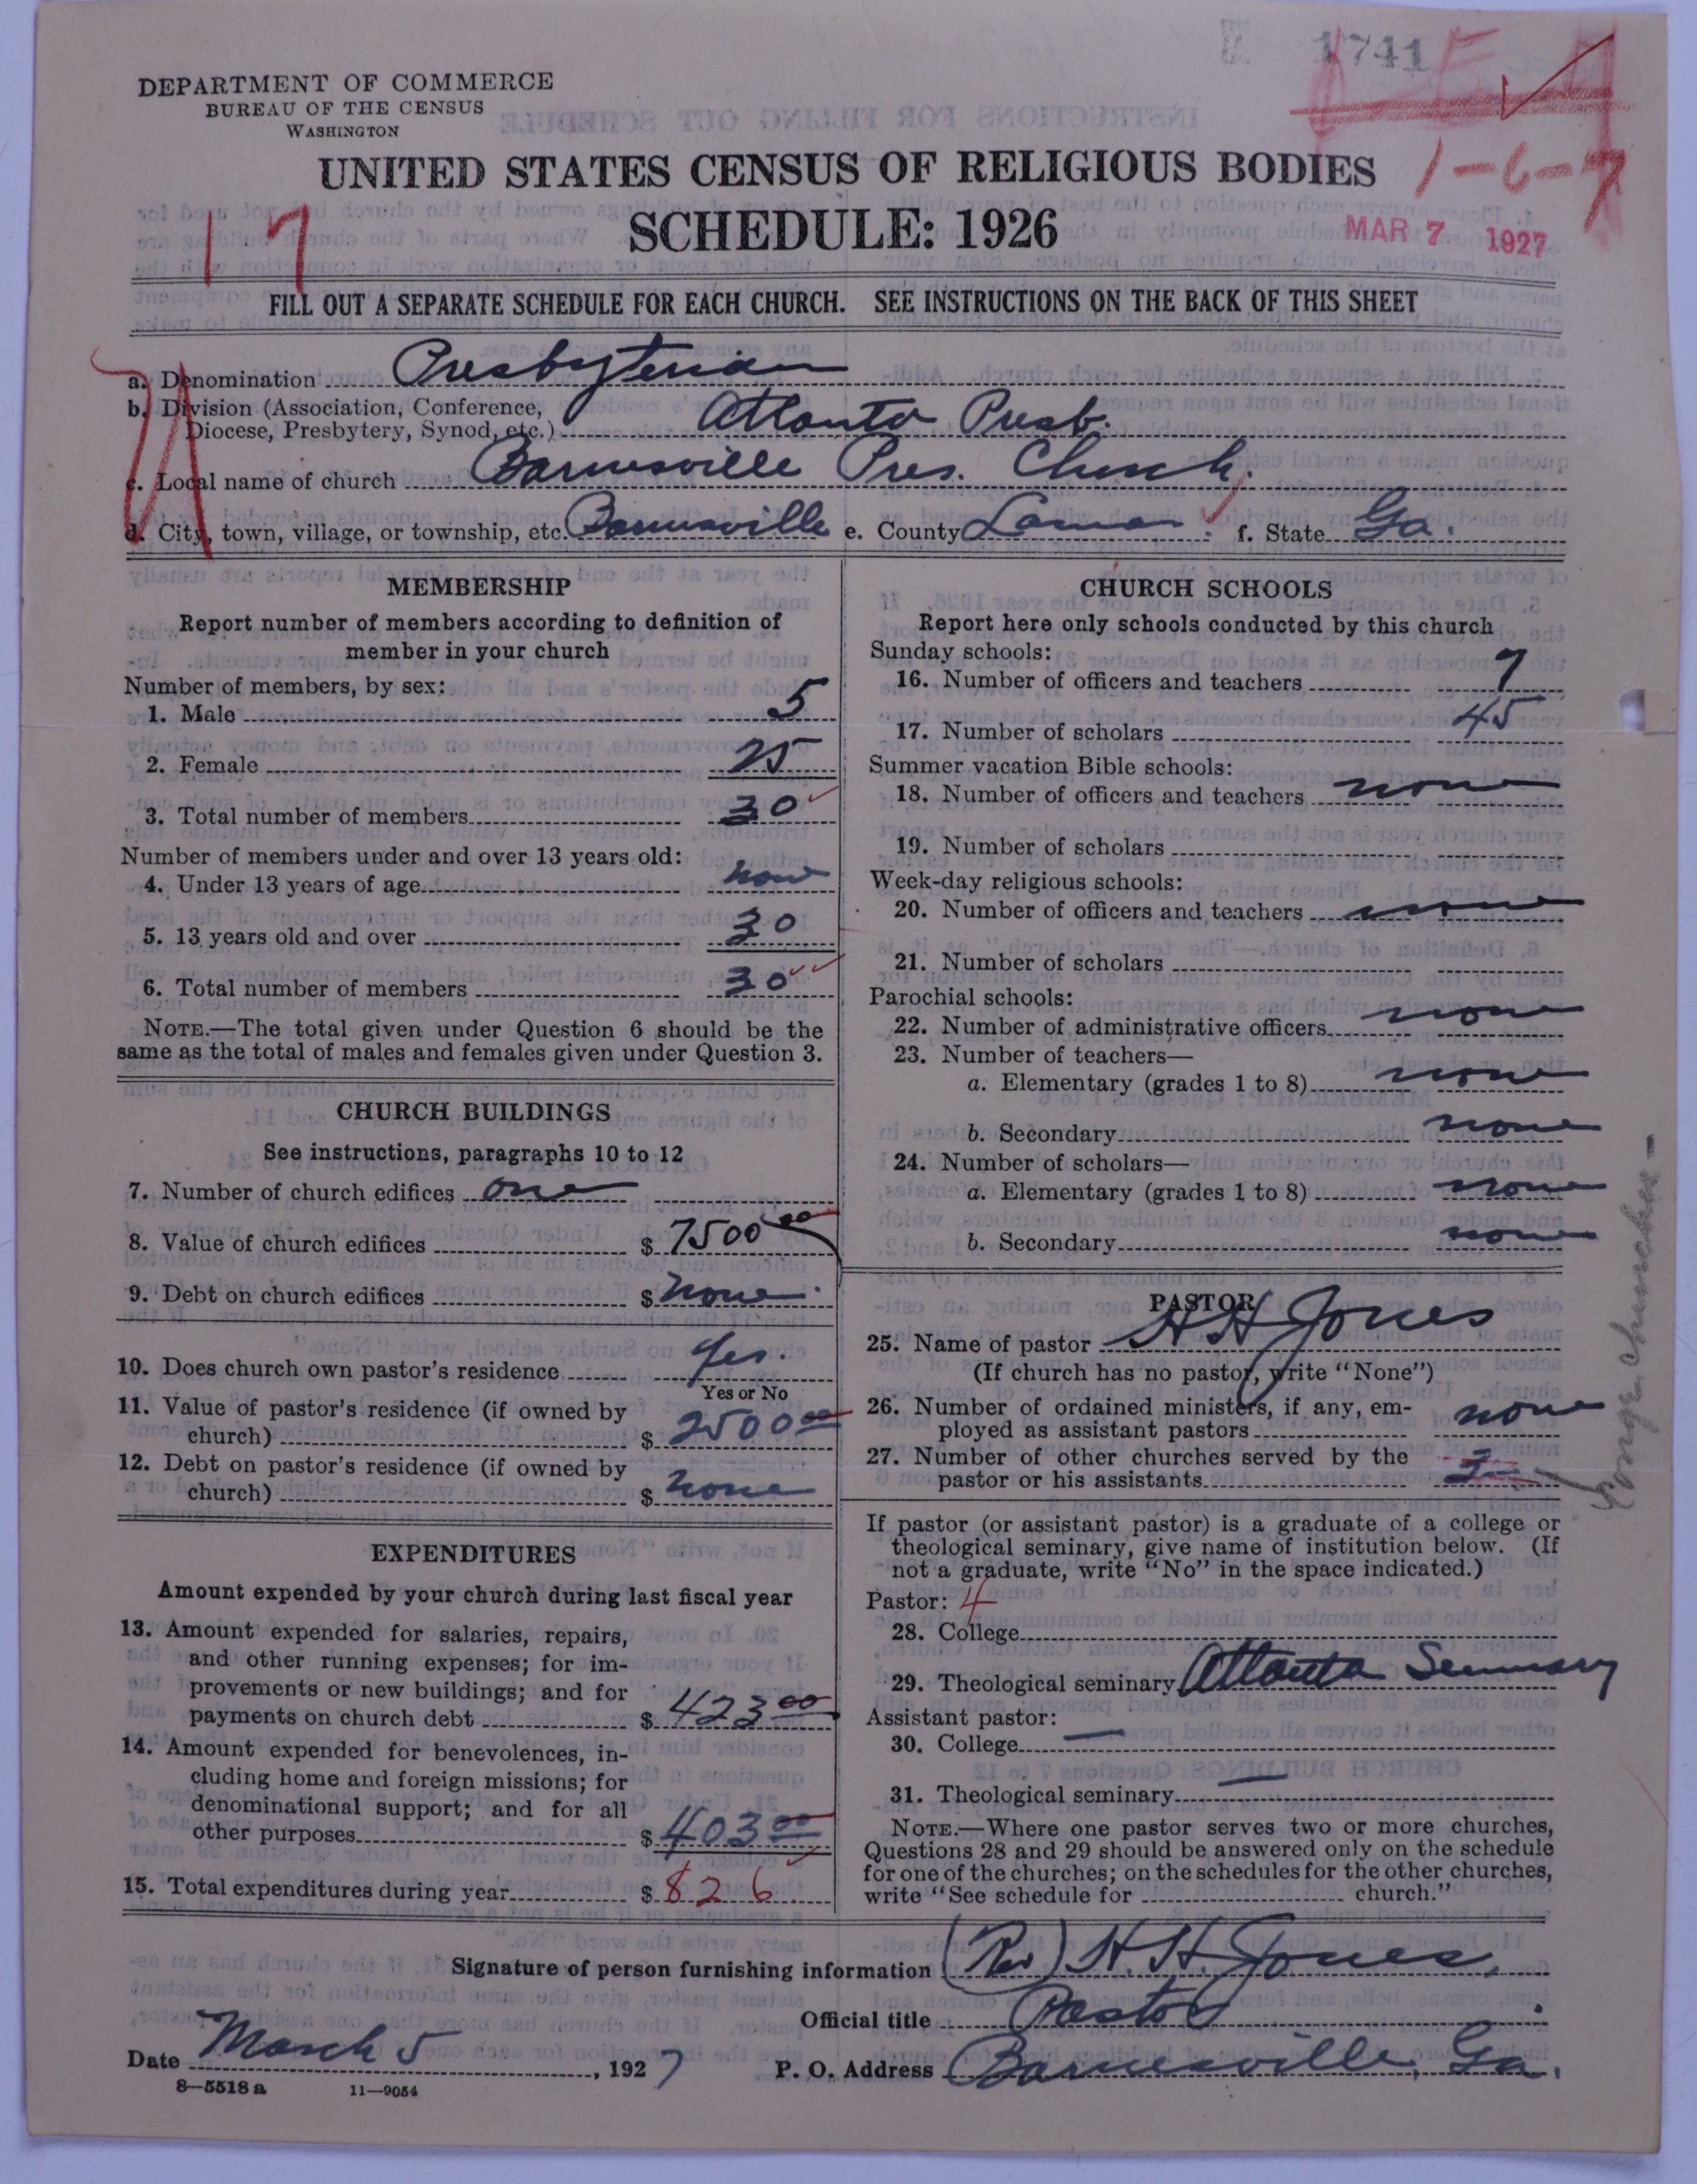 1741
DEPARTMENT OF COMMERCE
BUREAU OF THE CENSUS
WASHINGTON
UNITED STATES CENSUS OF RELIGIOUS BODIES
1-6-7
17
SCHEDULE: 1926
MAR 7 1927
FILL OUT A SEPARATE SCHEDULE FOR EACH CHURCH. SEE INSTRUCTIONS ON THE BACK OF THIS SHEET
a. Denomination Presbyterian
b. Division (Association, Conference,
Diocese, Presbytery, Synod, etc.) Atlanta Presb.
c. Local name of church Barnesville Pres. Church.
d. City, town, village, or township, etc. Barnesville e. County Lamar f. State Ga.
MEMBERSHIP
Report number of members according to definition of
member in your church
Number of members, by sex:
1. Male 5
2. Female 25
3. Total number of members 30
Number of members under and over 13 years old:
4. Under 13 years of age none
5. 13 years old and over 30
6. Total number of members 30
NOTE.—The total given under Question 6 should be the
same as the total of males and females given under Question 3.
CHURCH BUILDINGS
See instructions, paragraphs 10 to 12
7. Number of church edifices one
8. Value of church edifices $ 7500 00
9. Debt on church edifices $ none
10. Does church own pastor's residence Yes.
Yes or No
11. Value of pastor's residence (if owned by
church) $ 2500 00
12. Debt on pastor's residence (if owned by
church) $ none
EXPENDITURES
Amount expended by your church during last fiscal year
13. Amount expended for salaries, repairs,
and other running expenses; for im-
provements or new buildings; and for
payments on church debt $ 423 00
14. Amount expended for benevolences, in-
cluding home and foreign missions; for
denominational support; and for all
other purposes $ 403 00
15. Total expenditures during year $ 826
CHURCH SCHOOLS
Report here only schools conducted by this church
Sunday schools:
16. Number of officers and teachers 7
17. Number of scholars 45
Summer vacation Bible schools:
18. Number of officers and teachers none
19. Number of scholars
Week-day religious schools:
20. Number of officers and teachers none
21. Number of scholars
Parochial schools:
22. Number of administrative officers none
23. Number of teachers—
a. Elementary (grades 1 to 8) none
b. Secondary none
24. Number of scholars—
a. Elementary (grades 1 to 8) none
b. Secondary none
PASTOR
25. Name of pastor H H Jones
(If church has no pastor, write "None")
26. Number of ordained ministers, if any, em-
ployed as assistant pastors none
27. Number of other churches served by the
pastor or his assistants 3
churches -
If pastor (or assistant pastor) is a graduate of a college or
theological seminary, give name of institution below. (If
not a graduate, write "No" in the space indicated.)
Pastor: 4
28. College
29. Theological seminary Atlanta Seminary
Assistant pastor:
30. College —
31. Theological seminary —
NOTE.—Where one pastor serves two or more churches,
Questions 28 and 29 should be answered only on the schedule
for one of the churches; on the schedules for the other churches,
write "See schedule for church."
Signature of person furnishing information (Rev) H. H. Jones.
Official title Pastor
Date March 5, 1927 P. O. Address Barnesville, Ga.
8—5518 a 11—9054